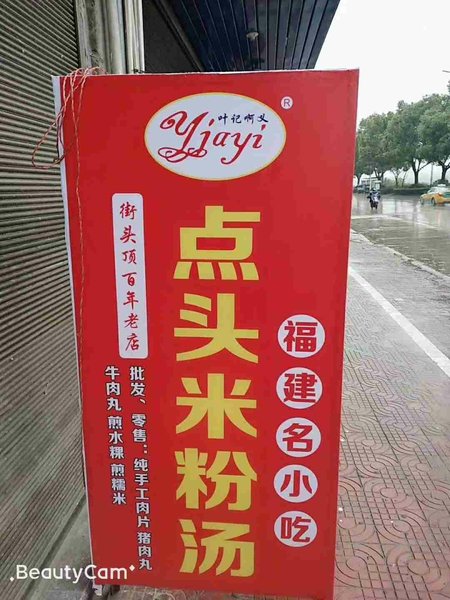 叶记啊义
yjayi
®
街头顶百年老店
点头米粉汤
福建名小吃
批发、零售：纯手工肉片 猪肉丸
牛肉丸 煎水粿 煎糯米
.BeautyCam.